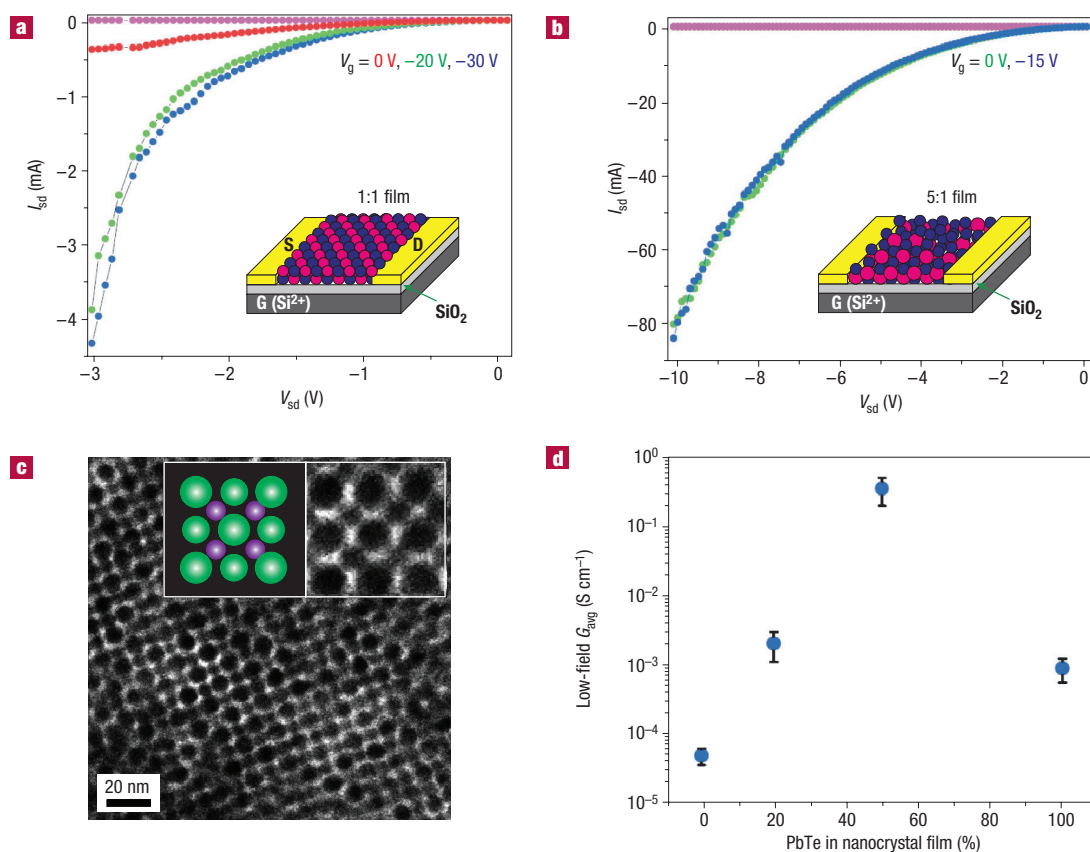 a
0
−1
−2
−3
−4
I_sd (mA)
−3 −2 −1 0
V_sd (V)
V_g = 0 V, −20 V, −30 V
1:1 film
S D
G (Si²⁺)
SiO₂
b
0
−20
−40
−60
−80
I_sd (mA)
−10 −8 −6 −4 −2 0
V_sd (V)
V_g = 0 V, −15 V
5:1 film
G (Si²⁺)
SiO₂
c
20 nm
d
10⁰
10⁻¹
10⁻²
10⁻³
10⁻⁴
10⁻⁵
Low-field G_avg (S cm⁻¹)
0 20 40 60 80 100
PbTe in nanocrystal film (%)